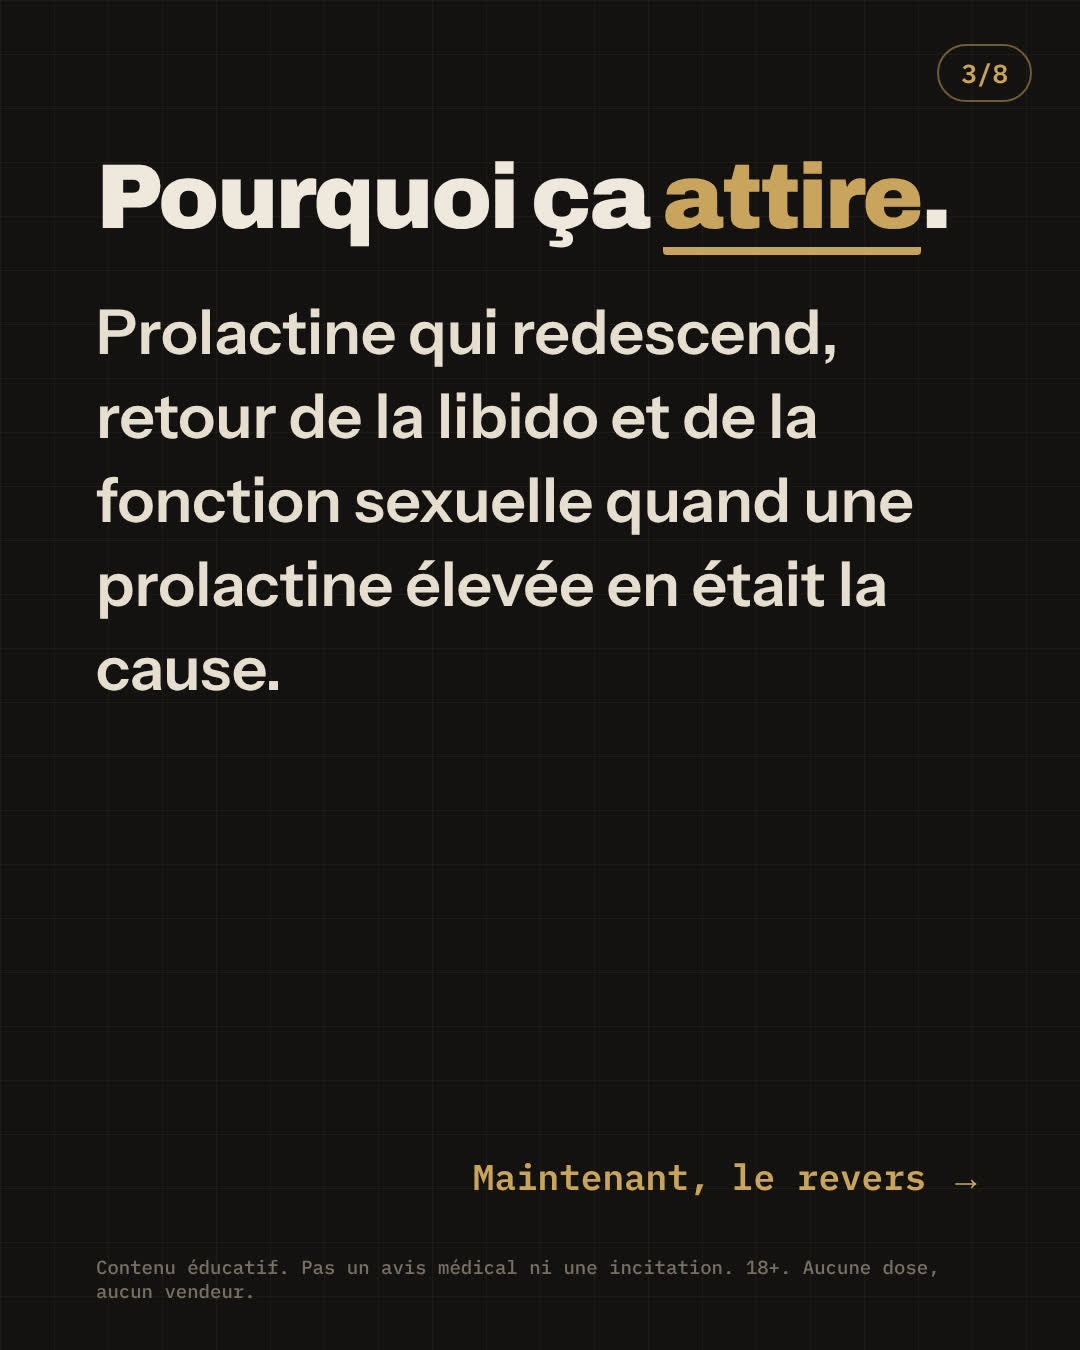 3/8
Pourquoi ça attire.
Prolactine qui redescend,
retour de la libido et de la
fonction sexuelle quand une
prolactine élevée en était la
cause.
Maintenant, le revers →
Contenu éducatif. Pas un avis médical ni une incitation. 18+. Aucune dose,
aucun vendeur.